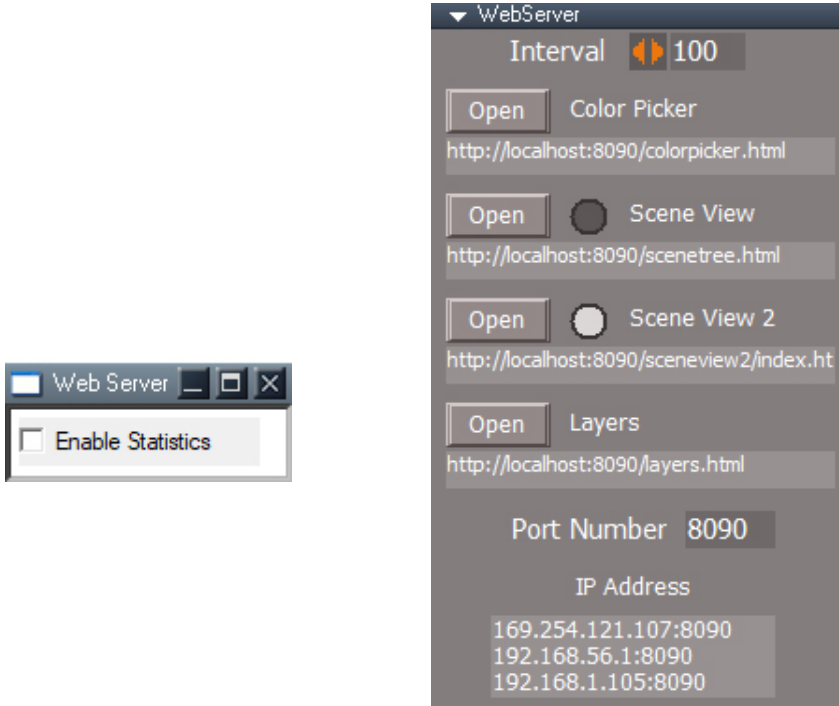 Web Server
Enable Statistics
WebServer
Interval 100
Open Color Picker
http://localhost:8090/colorpicker.html
Open Scene View
http://localhost:8090/scenetree.html
Open Scene View 2
http://localhost:8090/sceneview2/index.ht
Open Layers
http://localhost:8090/layers.html
Port Number 8090
IP Address
169.254.121.107:8090
192.168.56.1:8090
192.168.1.105:8090